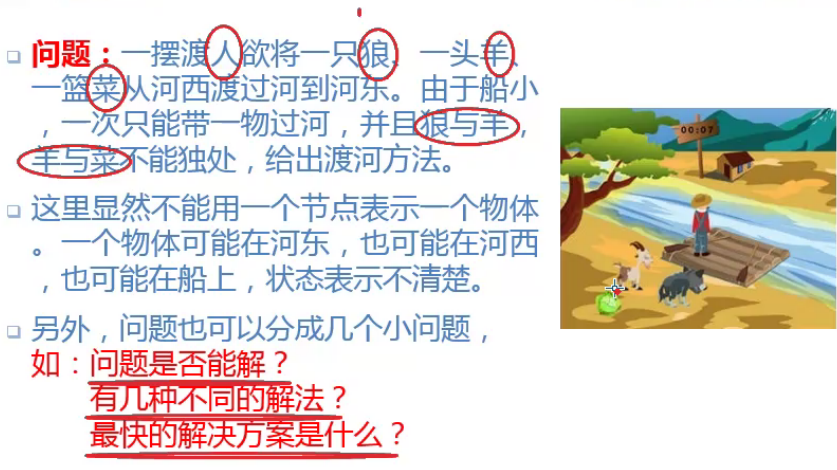 问题：一摆渡人欲将一只狼、一头羊、
一篮菜从河西渡过河到河东。由于船小
，一次只能带一物过河，并且狼与羊，
羊与菜不能独处，给出渡河方法。
这里显然不能用一个节点表示一个物体
。一个物体可能在河东，也可能在河西
，也可能在船上，状态表示不清楚。
另外，问题也可以分成几个小问题，
如：问题是否能解？
有几种不同的解法？
最快的解决方案是什么？
00:07